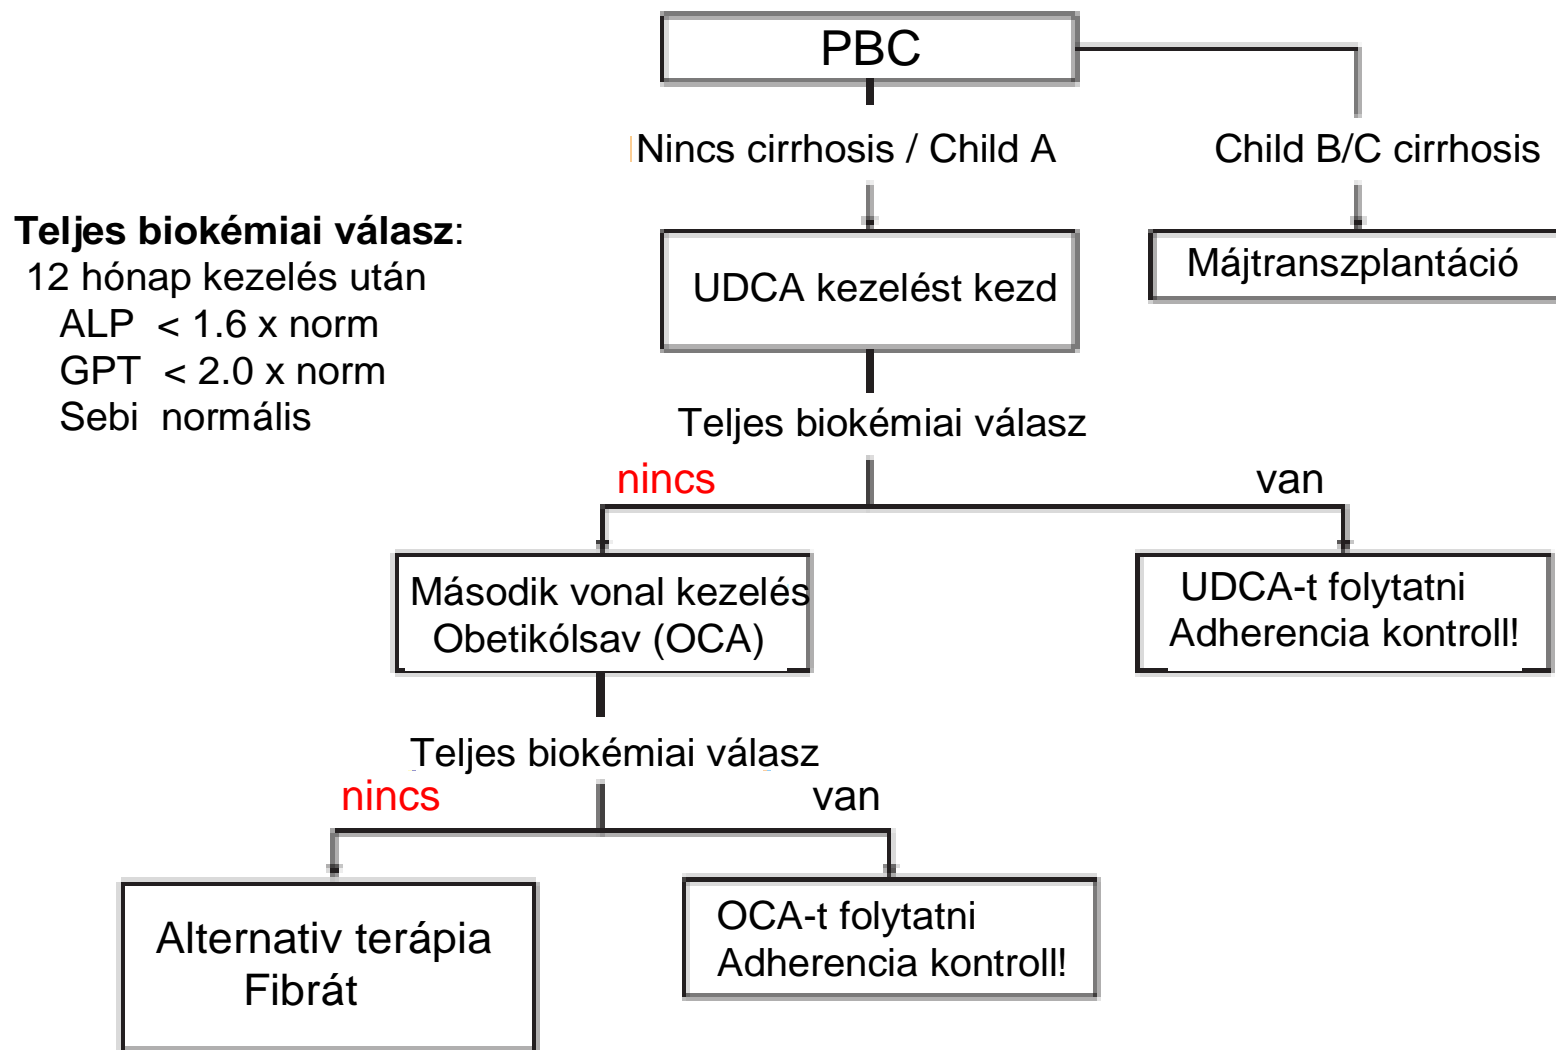 PBC
Nincs cirrhosis / Child A
Child B/C cirrhosis
Teljes biokémiai válasz:
12 hónap kezelés után
ALP < 1.6 x norm
GPT < 2.0 x norm
Sebi normális
UDCA kezelést kezd
Májtranszplantáció
Teljes biokémiai válasz
nincs
van
Második vonal kezelés
Obetikólsav (OCA)
UDCA-t folytatni
Adherencia kontroll!
Teljes biokémiai válasz
nincs
van
Alternativ terápia
Fibrát
OCA-t folytatni
Adherencia kontroll!